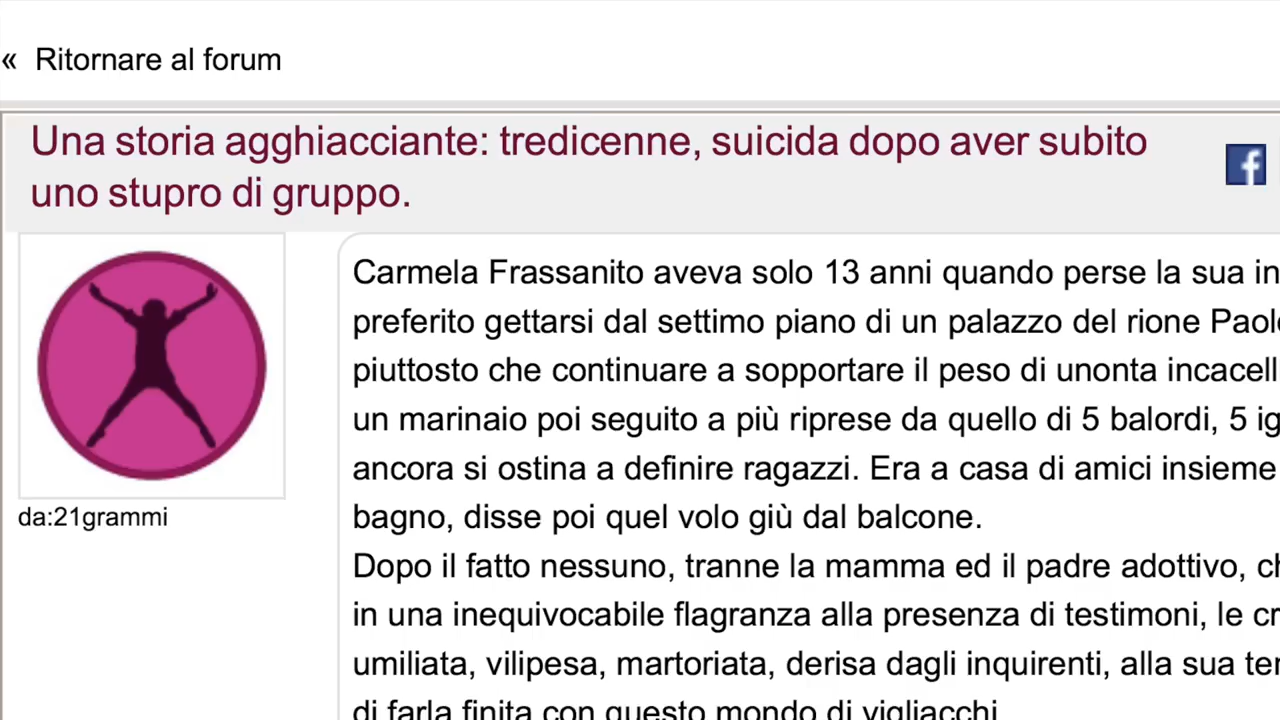 « Ritornare al forum
Una storia agghiacciante: tredicenne, suicida dopo aver subito
uno stupro di gruppo.
f
Carmela Frassanito aveva solo 13 anni quando perse la sua in
preferito gettarsi dal settimo piano di un palazzo del rione Paol
piuttosto che continuare a sopportare il peso di unonta incacell
un marinaio poi seguito a più riprese da quello di 5 balordi, 5 ig
ancora si ostina a definire ragazzi. Era a casa di amici insieme
bagno, disse poi quel volo giù dal balcone.
Dopo il fatto nessuno, tranne la mamma ed il padre adottivo, ch
in una inequivocabile flagranza alla presenza di testimoni, le cr
umiliata, vilipesa, martoriata, derisa dagli inquirenti, alla sua ter
di farla finita con questo mondo di vigliacchi
da:21grammi